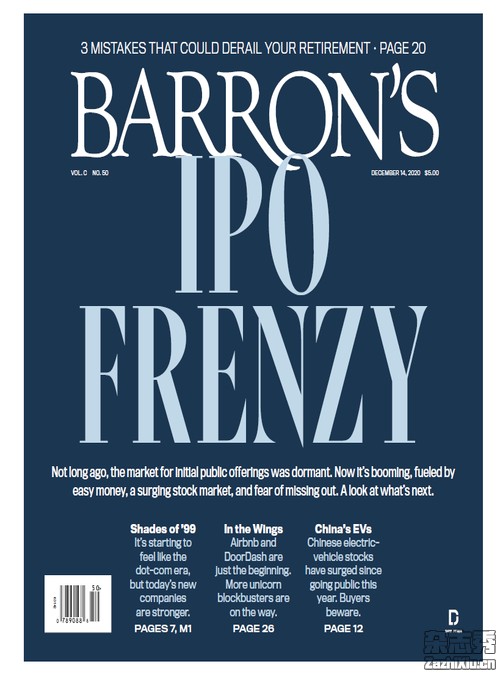 3 MISTAKES THAT COULD DERAIL YOUR RETIREMENT · PAGE 20
BARRON'S
VOL. C NO. 50
DECEMBER 14, 2020 $5.00
IPO
FRENZY
Not long ago, the market for initial public offerings was dormant. Now it's booming, fueled by
easy money, a surging stock market, and fear of missing out. A look at what's next.
Shades of '99
It's starting to
feel like the
dot-com era,
but today's new
companies
are stronger.
PAGES 7, M1
In the Wings
Airbnb and
DoorDash are
just the beginning.
More unicorn
blockbusters are
on the way.
PAGE 26
China's EVs
Chinese electric-
vehicle stocks
have surged since
going public this
year. Buyers
beware.
PAGE 12
50>
D
杂志秀
ZaZhiXiu.cn